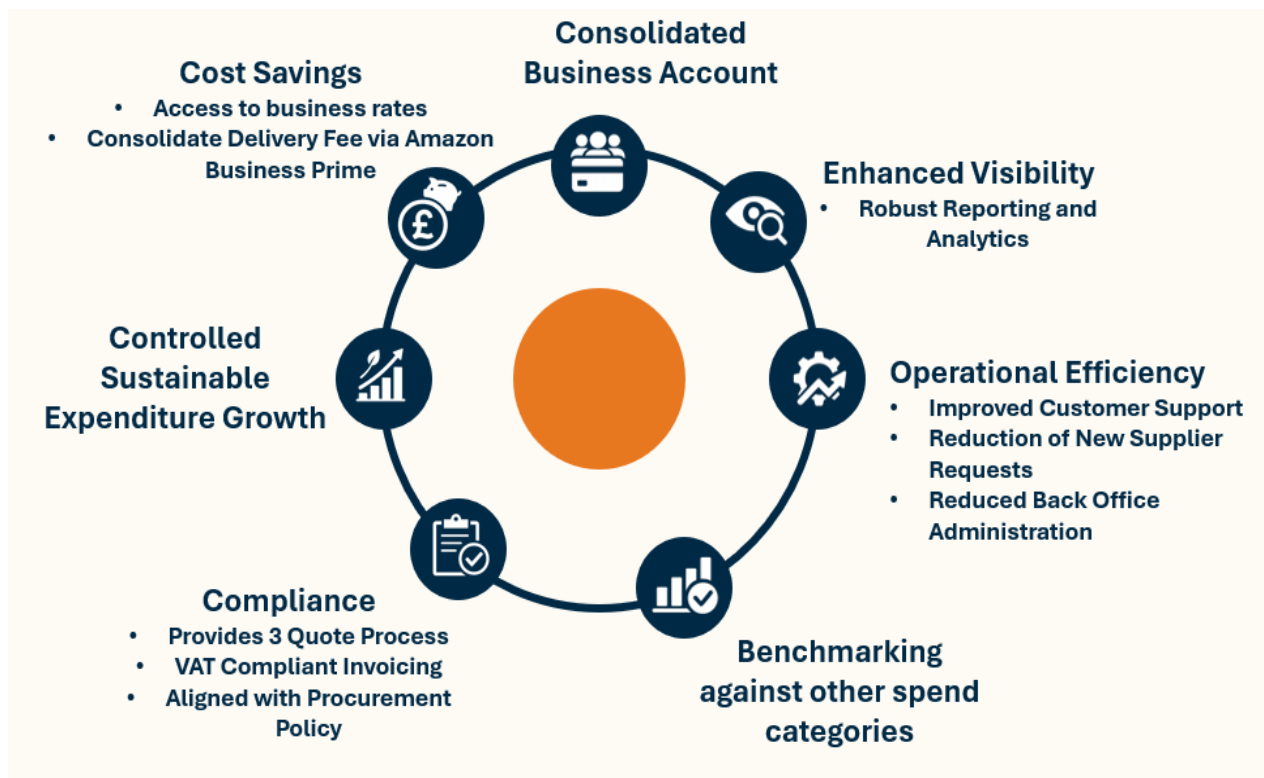 Consolidated
Business Account
Cost Savings
• Access to business rates
• Consolidate Delivery Fee via Amazon
Business Prime
Enhanced Visibility
• Robust Reporting and
Analytics
£
Controlled
Sustainable
Expenditure Growth
Operational Efficiency
• Improved Customer Support
• Reduction of New Supplier
Requests
• Reduced Back Office
Administration
Compliance
• Provides 3 Quote Process
• VAT Compliant Invoicing
• Aligned with Procurement
Policy
Benchmarking
against other spend
categories